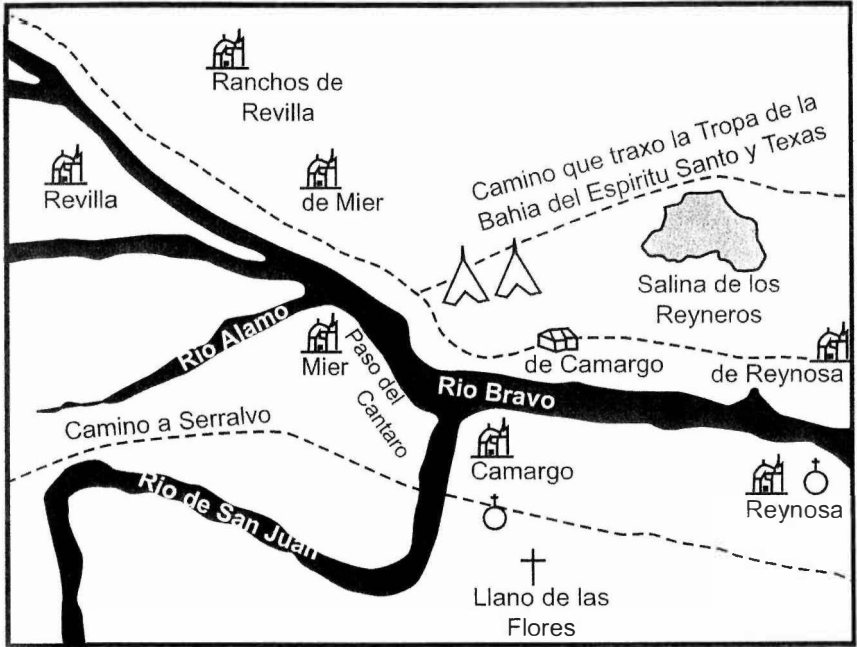 Ranchos de
Revilla
Revilla
de Mier
Camino que traxo la Tropa de la
Bahia del Espiritu Santo y Texas
Salina de los
Reyneros
Rio Alamo
Mier
Paso del
Cantaro
de Camargo
de Reynosa
Rio Bravo
Camino a Serralvo
Camargo
Reynosa
Rio de San Juan
Llano de las
Flores